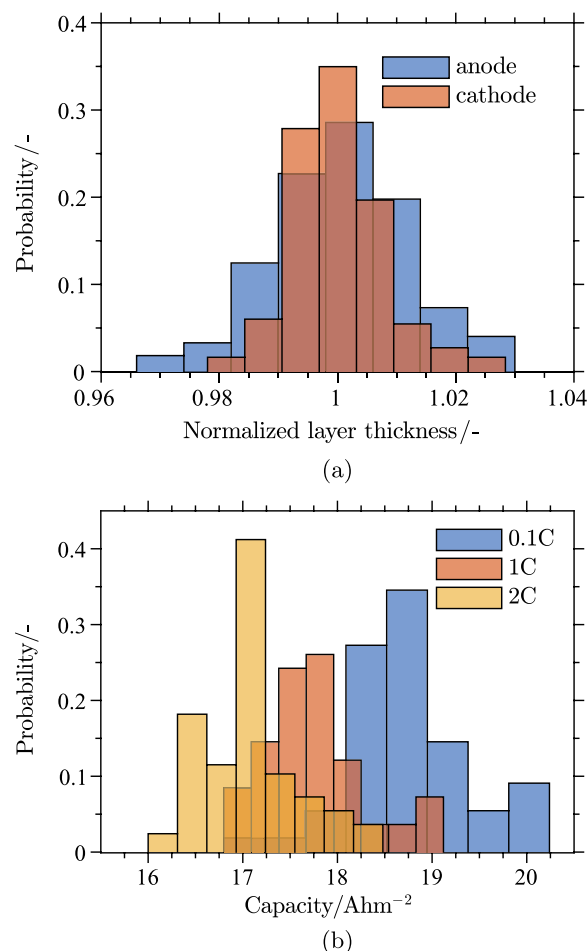 0.4
anode
cathode
0.3
0.2
0.1
0
Probability/-
0.96 0.98 1 1.02 1.04
Normalized layer thickness/-
(a)
0.4
0.1C
1C
2C
0.3
0.2
0.1
0
Probability/-
16 17 18 19 20
Capacity/Ahm⁻²
(b)